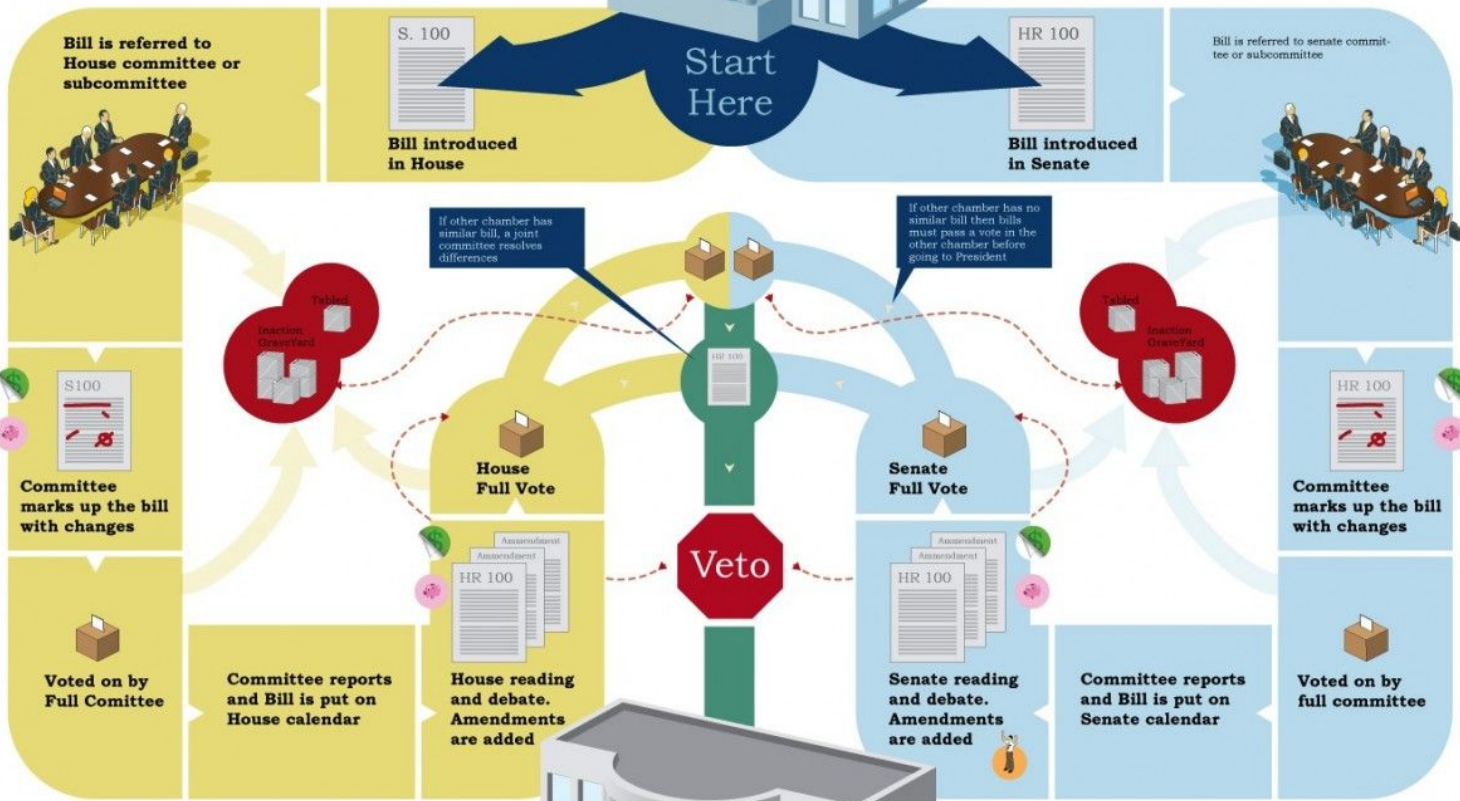 Bill is referred to
House committee or
subcommittee
S. 100
Bill introduced
in House
Start
Here
HR 100
Bill introduced
in Senate
Bill is referred to senate commit-
tee or subcommittee
If other chamber has
similar bill, a joint
committee resolves
differences
If other chamber has no
similar bill then bills
must pass a vote in the
other chamber before
going to President
Tabled
Inaction
GraveYard
Tabled
Inaction
GraveYard
HR 100
S100
Committee
marks up the bill
with changes
House
Full Vote
Senate
Full Vote
HR 100
Committee
marks up the bill
with changes
Veto
Voted on by
Full Comittee
Committee reports
and Bill is put on
House calendar
Ammendment
Ammendment
HR 100
House reading
and debate.
Amendments
are added
Ammendment
Ammendment
HR 100
Senate reading
and debate.
Amendments
are added
Committee reports
and Bill is put on
Senate calendar
Voted on by
full committee